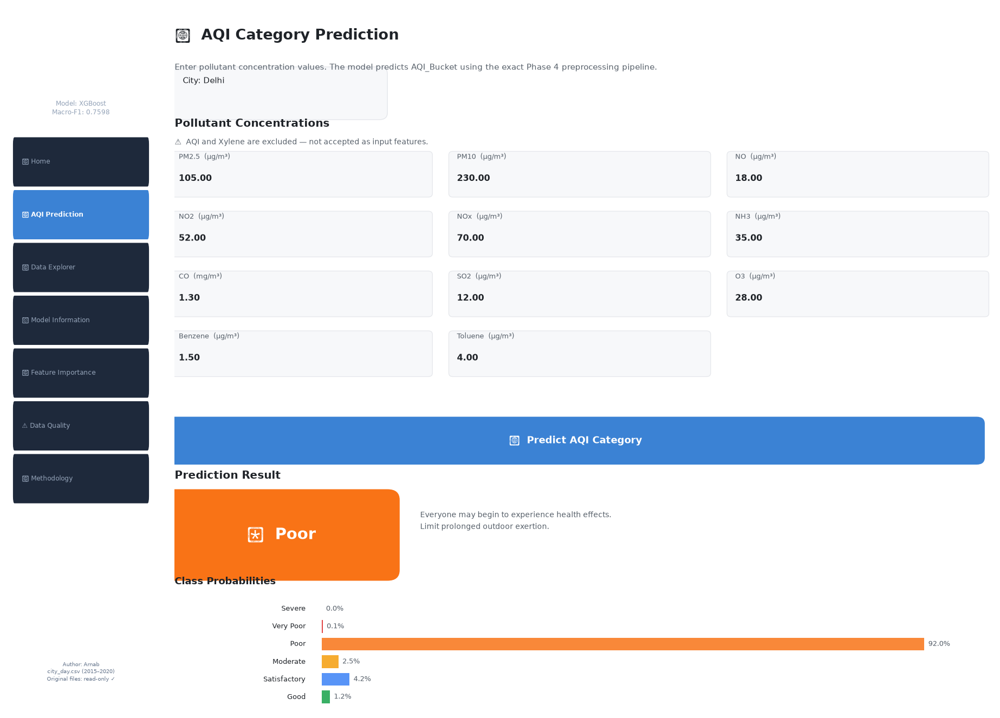 Model: XGBoost
Macro-F1: 0.7598
Home
AQI Prediction
Data Explorer
Model Information
Feature Importance
⚠ Data Quality
Methodology
Author: Arnab
city_day.csv (2015–2020)
Original files: read-only ✓
AQI Category Prediction
Enter pollutant concentration values. The model predicts AQI_Bucket using the exact Phase 4 preprocessing pipeline.
City: Delhi
Pollutant Concentrations
⚠ AQI and Xylene are excluded — not accepted as input features.
PM2.5 (µg/m³)
105.00
PM10 (µg/m³)
230.00
NO (µg/m³)
18.00
NO2 (µg/m³)
52.00
NOx (µg/m³)
70.00
NH3 (µg/m³)
35.00
CO (mg/m³)
1.30
SO2 (µg/m³)
12.00
O3 (µg/m³)
28.00
Benzene (µg/m³)
1.50
Toluene (µg/m³)
4.00
Predict AQI Category
Prediction Result
Poor
Everyone may begin to experience health effects.
Limit prolonged outdoor exertion.
Class Probabilities
Severe 0.0%
Very Poor 0.1%
Poor 92.0%
Moderate 2.5%
Satisfactory 4.2%
Good 1.2%